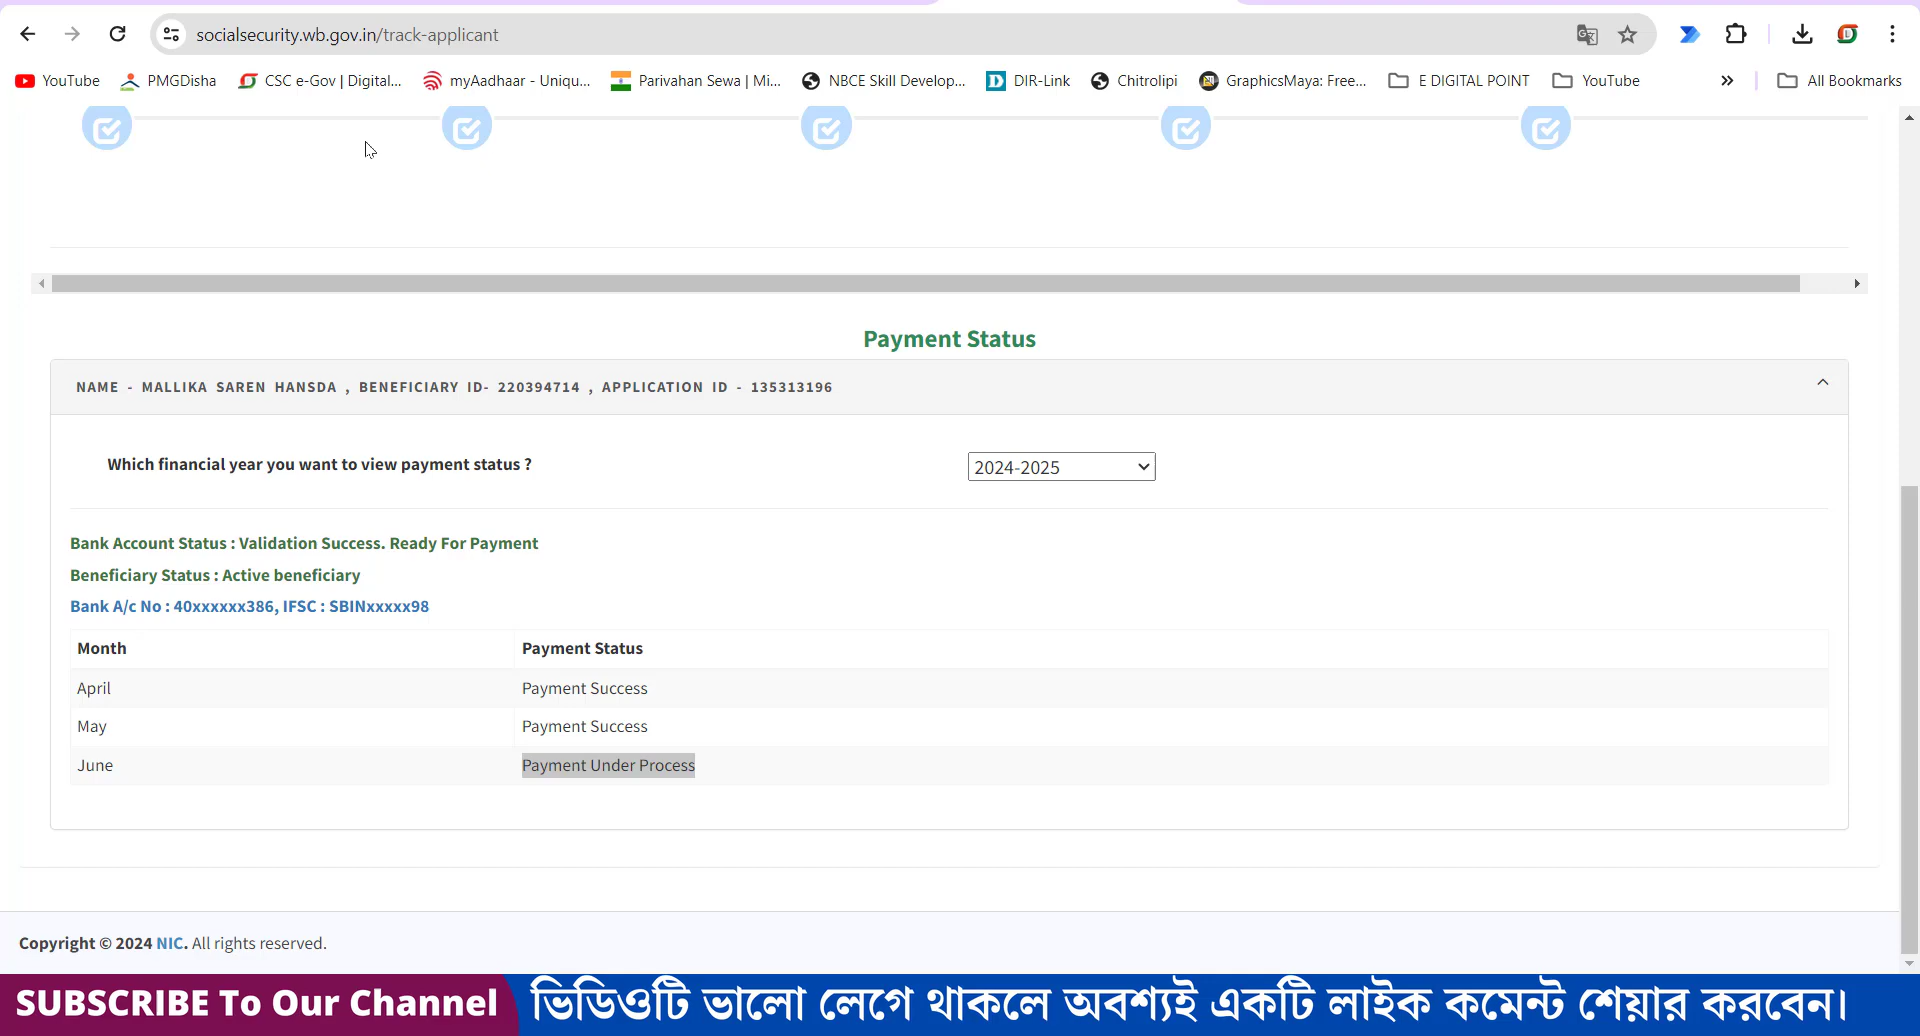 socialsecurity.wb.gov.in/track-applicant
YouTube PMGDisha CSC e-Gov | Digital... myAadhaar - Uniqu... Parivahan Sewa | Mi... NBCE Skill Develop... DIR-Link Chitrolipi GraphicsMaya: Free... E DIGITAL POINT YouTube » All Bookmarks
Payment Status
NAME - MALLIKA SAREN HANSDA , BENEFICIARY ID- 220394714 , APPLICATION ID - 135313196
Which financial year you want to view payment status ? 2024-2025
Bank Account Status : Validation Success. Ready For Payment
Beneficiary Status : Active beneficiary
Bank A/c No : 40xxxxxx386, IFSC : SBINxxxxx98
Month Payment Status
April Payment Success
May Payment Success
June Payment Under Process
Copyright © 2024 NIC. All rights reserved.
SUBSCRIBE To Our Channel ভিডিওটি ভালো লেগে থাকলে অবশ্যই একটি লাইক কমেন্ট শেয়ার করবেন।